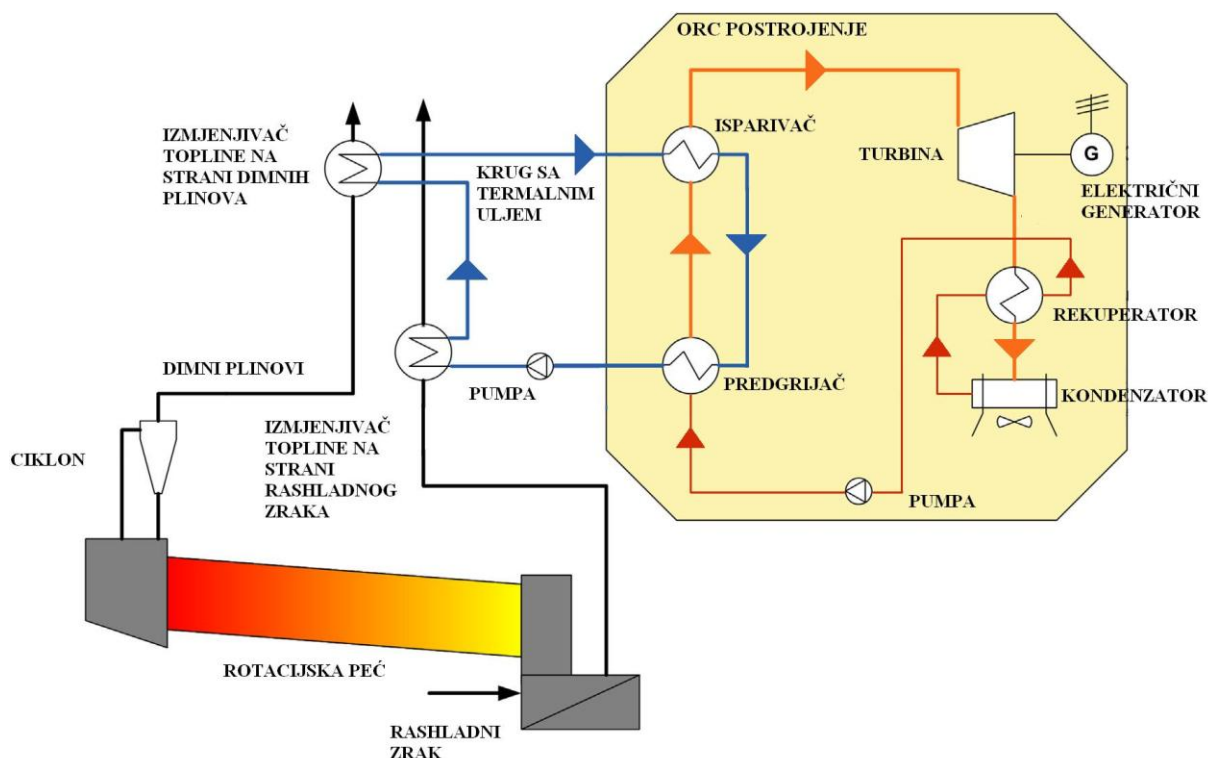 ORC POSTROJENJE
IZMJENJIVAČ
TOPLINE NA
STRANI DIMNIH
PLINOVA
KRUG SA
TERMALNIM
ULJEM
ISPARIVAČ
TURBINA
G
ELEKTRIČNI
GENERATOR
REKUPERATOR
DIMNI PLINOVI
PUMPA
PREDGRIJAČ
KONDENZATOR
CIKLON
IZMJENJIVAČ
TOPLINE NA
STRANI
RASHLADNOG
ZRAKA
PUMPA
ROTACIJSKA PEĆ
RASHLADNI
ZRAK